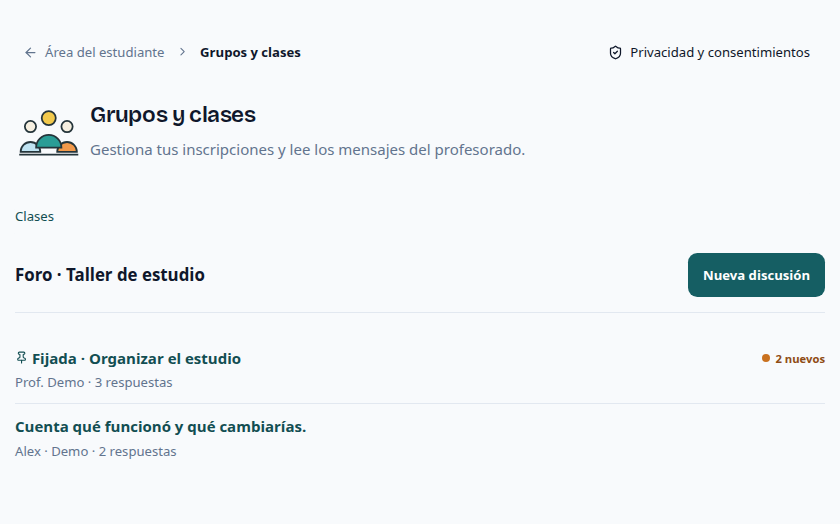 Área del estudiante
Grupos y clases
Privacidad y consentimientos
Grupos y clases
Gestiona tus inscripciones y lee los mensajes del profesorado.
Clases
Foro · Taller de estudio
Nueva discusión
Fijada · Organizar el estudio
2 nuevos
Prof. Demo · 3 respuestas
Cuenta qué funcionó y qué cambiarías.
Alex · Demo · 2 respuestas